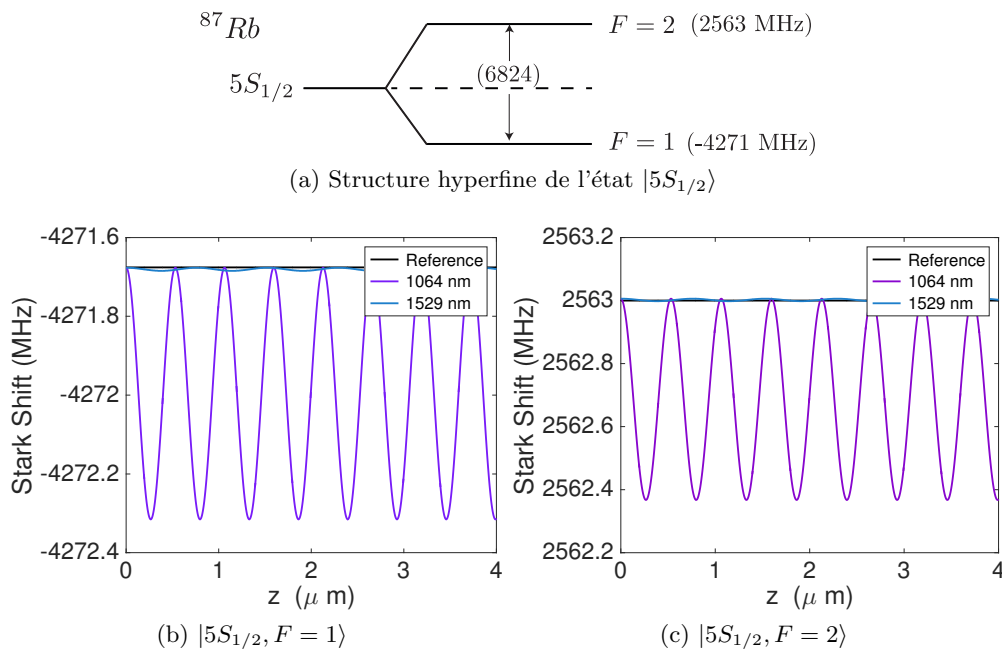 ⁸⁷Rb
F = 2 (2563 MHz)
5S₁/₂
(6824)
F = 1 (-4271 MHz)
(a) Structure hyperfine de l'état |5S₁/₂⟩
Stark Shift (MHz)
-4271.6
-4271.8
-4272
-4272.2
-4272.4
0
1
2
3
4
z (μ m)
Reference
1064 nm
1529 nm
(b) |5S₁/₂, F = 1⟩
Stark Shift (MHz)
2563.2
2563
2562.8
2562.6
2562.4
2562.2
0
1
2
3
4
z (μ m)
Reference
1064 nm
1529 nm
(c) |5S₁/₂, F = 2⟩